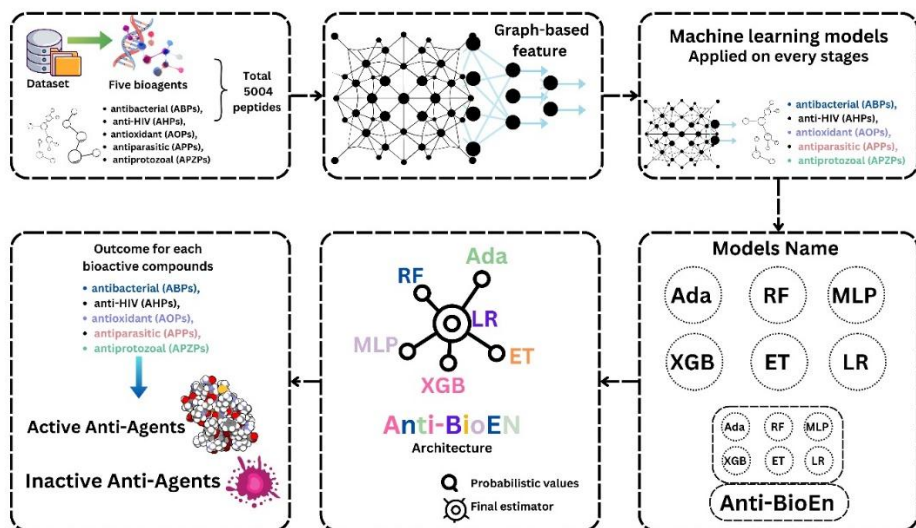 Dataset
Five bioagents
Total
5004
peptides
• antibacterial (ABPs),
• anti-HIV (AHPs),
• antioxidant (AOPs),
• antiparasitic (APPs),
• antiprotozoal (APZPs)
Graph-based
feature
Machine learning models
Applied on every stages
• antibacterial (ABPs),
• anti-HIV (AHPs),
• antioxidant (AOPs),
• antiparasitic (APPs),
• antiprotozoal (APZPs)
Outcome for each
bioactive compounds
• antibacterial (ABPs),
• anti-HIV (AHPs),
• antioxidant (AOPs),
• antiparasitic (APPs),
• antiprotozoal (APZPs)
Active Anti-Agents
Inactive Anti-Agents
Ada
RF
LR
MLP
ET
XGB
Anti-BioEN
Architecture
Probabilistic values
Final estimator
Models Name
Ada RF MLP
XGB ET LR
Ada RF MLP
XGB ET LR
Anti-BioEn